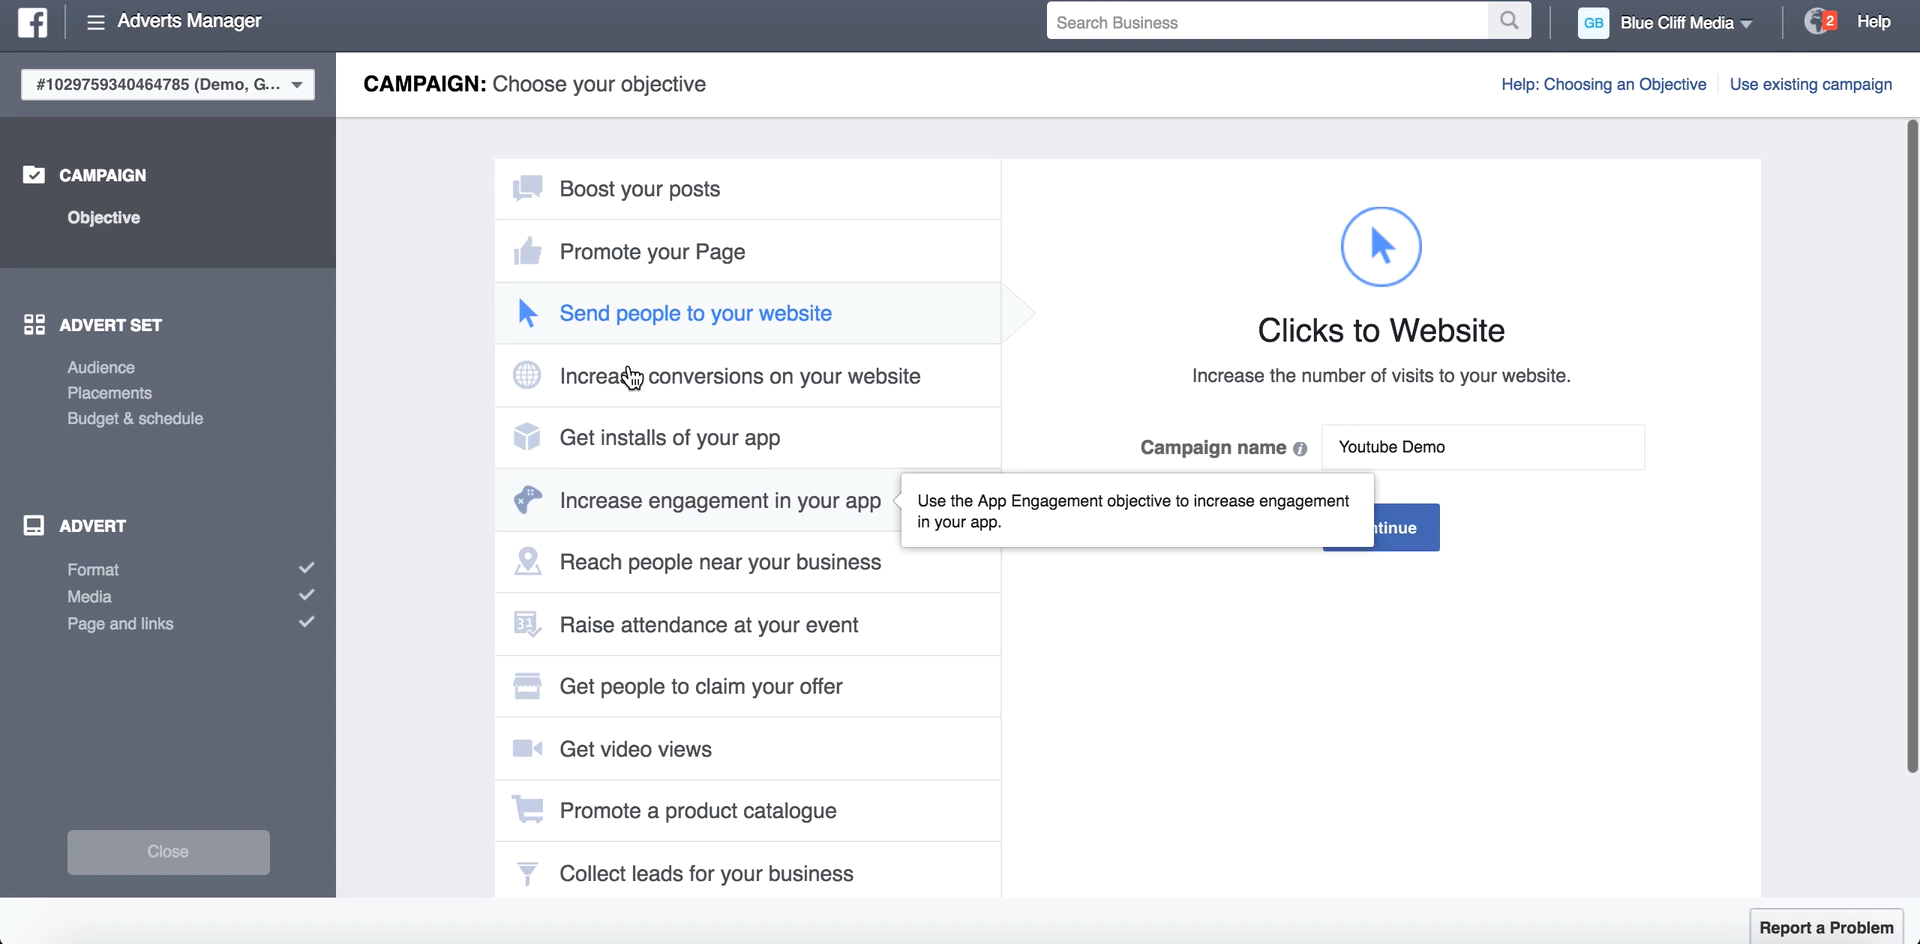 Adverts Manager
Search Business
GB Blue Cliff Media
2
Help
#1029759340464785 (Demo, G...
CAMPAIGN: Choose your objective
Help: Choosing an Objective
Use existing campaign
CAMPAIGN
Objective
ADVERT SET
Audience
Placements
Budget & schedule
ADVERT
Format
Media
Page and links
Close
Boost your posts
Promote your Page
Send people to your website
conversions on your website
Get installs of your app
Increase engagement in your app
Reach people near your business
31
Raise attendance at your event
Get people to claim your offer
Get video views
Promote a product catalogue
Collect leads for your business
Clicks to Website
Increase the number of visits to your website.
Campaign name
Youtube Demo
Use the App Engagement objective to increase engagement
in your app.
tinue
Report a Problem